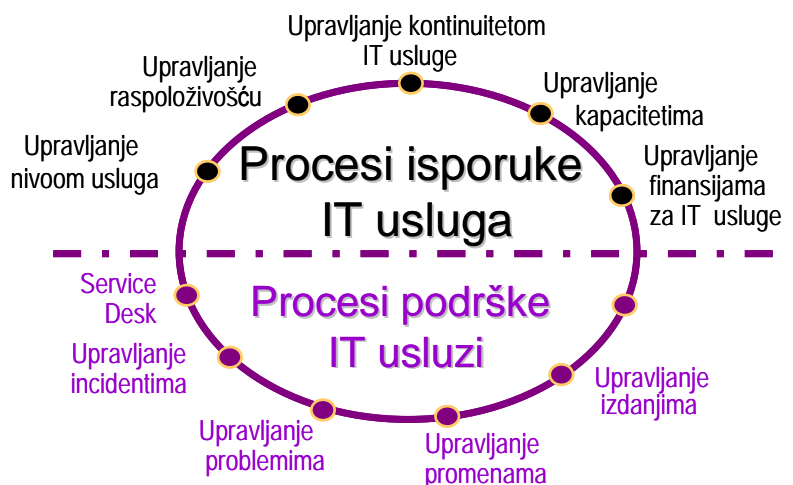 Upravljanje kontinuitetom
IT usluge
Upravljanje
raspoloživošću
Upravljanje
kapacitetima
Upravljanje
nivoom usluga
Upravljanje
finansijama
za IT usluge
Procesi isporuke
IT usluga
Service
Desk
Procesi podrške
IT usluzi
Upravljanje
incidentima
Upravljanje
izdanjima
Upravljanje
problemima
Upravljanje
promenama